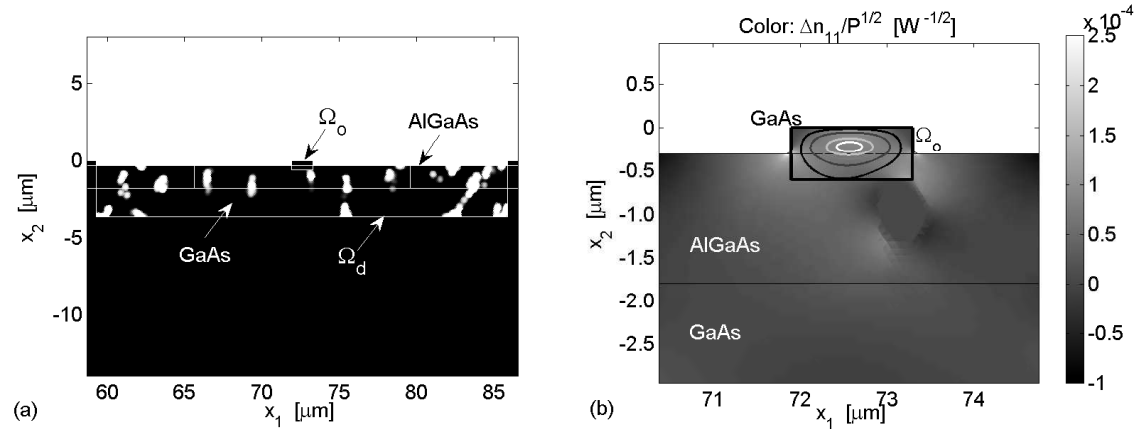 5
0
-5
-10
x₂ [μm]
Ωₒ
AlGaAs
GaAs
Ω_d
60 65 70 75 80 85
x₁ [μm]
(a)
Color: Δn₁₁/P^{1/2} [W^{-1/2}]
x 10^{-4}
0.5
0
-0.5
-1.0
-1.5
-2.0
-2.5
x₂ [μm]
GaAs
Ωₒ
AlGaAs
GaAs
71 72 73 74
x₁ [μm]
(b)
2.5
2
1.5
1
0.5
0
-0.5
-1